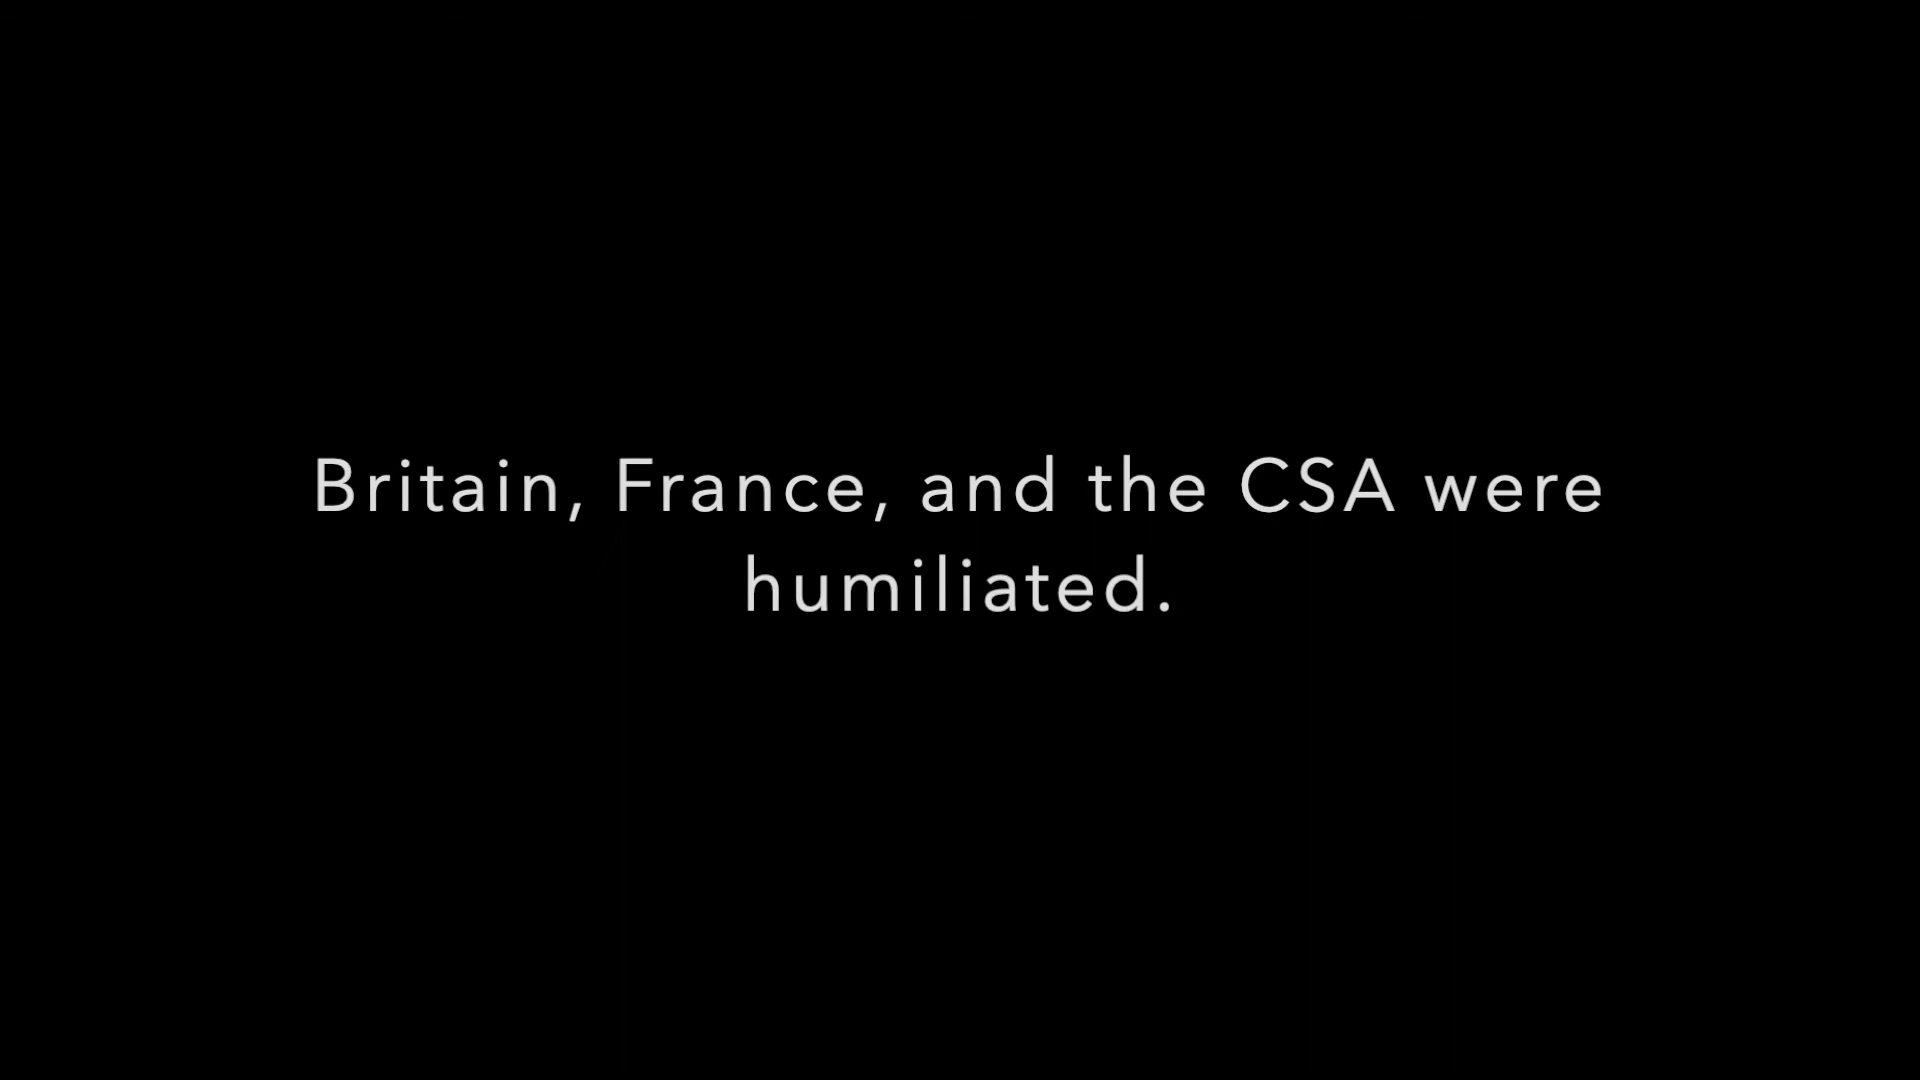 Britain, France, and the CSA were
humiliated.